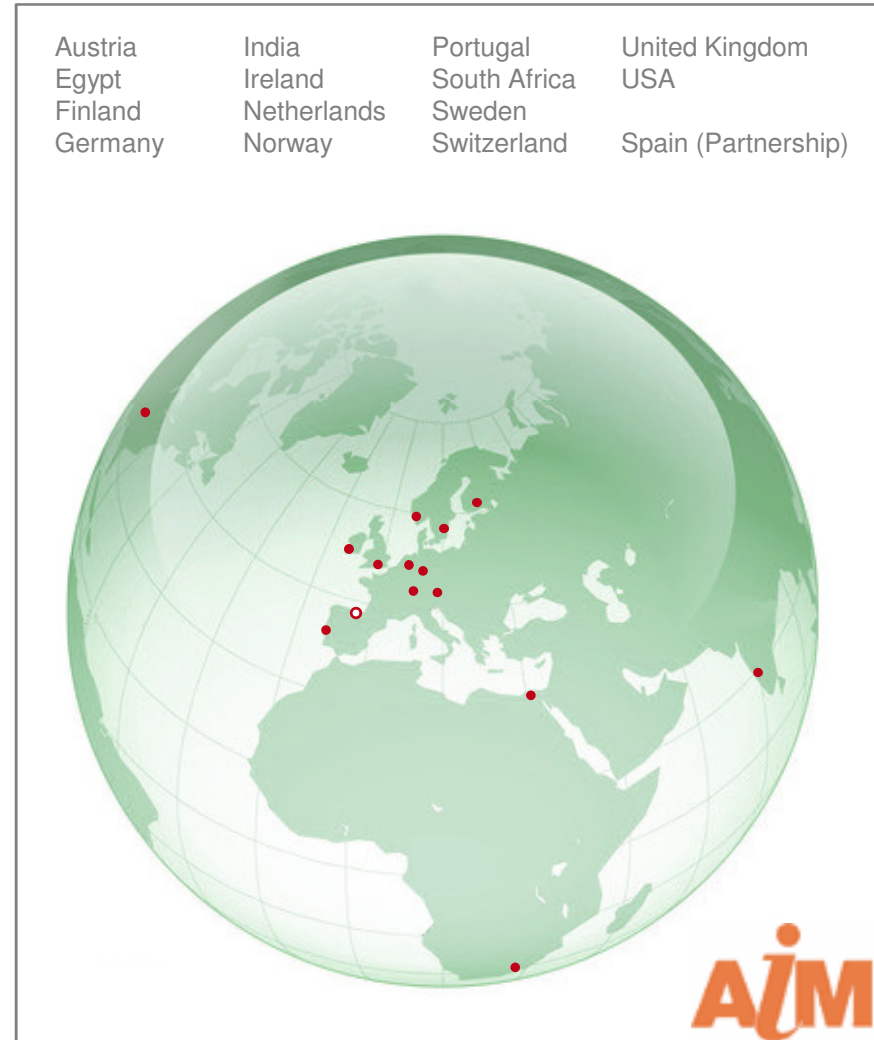 Austria India Portugal United Kingdom
Egypt Ireland South Africa USA
Finland Netherlands Sweden
Germany Norway Switzerland Spain (Partnership)
AiM